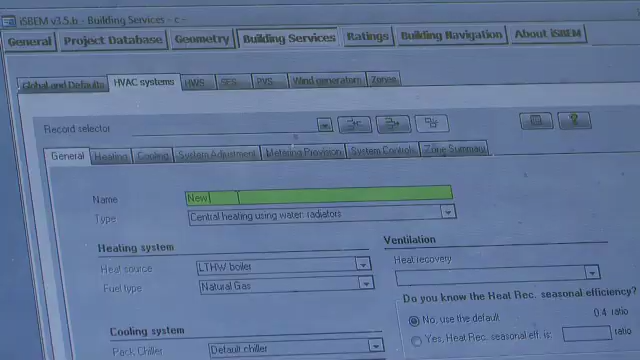 iSBEM v3.5.b - Building Services - c -
General Project Database Geometry Building Services Ratings Building Navigation About iSBEM
Global and Defaults HVAC systems HWS SES PVS Wind generators Zones
Record selector
General Heating Cooling System Adjustment Metering Provision System Controls Zone Summary
Name New
Type Central heating using water: radiators
Heating system
Heat source LTHW boiler
Fuel type Natural Gas
Cooling system
Pack. Chiller Default chiller
Ventilation
Heat recovery
Do you know the Heat Rec. seasonal efficiency?
No, use the default 0.4 ratio
Yes, Heat Rec. seasonal eff. is: ratio